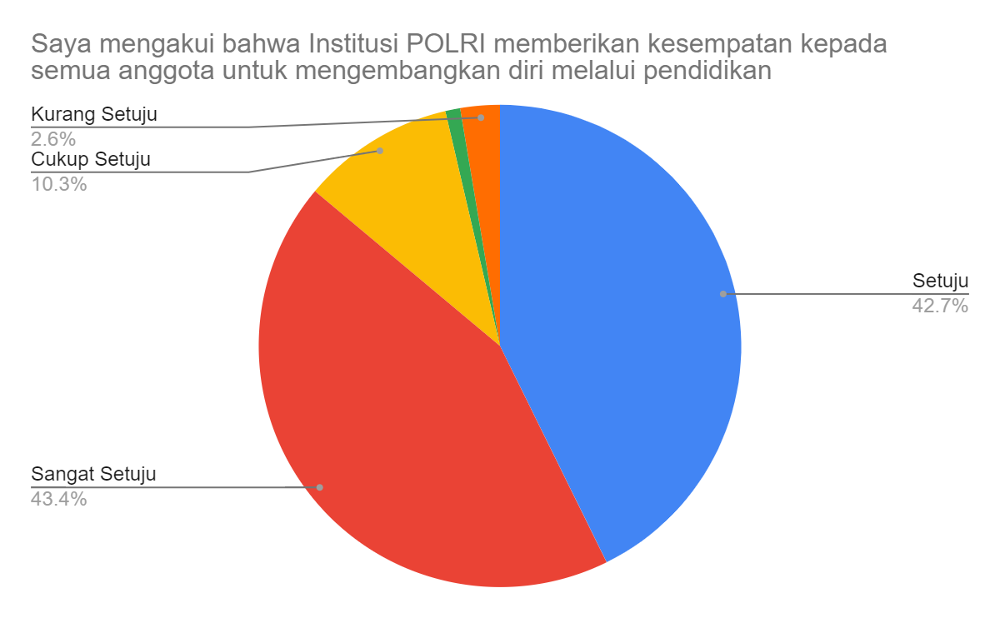 Saya mengakui bahwa Institusi POLRI memberikan kesempatan kepada
semua anggota untuk mengembangkan diri melalui pendidikan
Kurang Setuju
2.6%
Cukup Setuju
10.3%
Setuju
42.7%
Sangat Setuju
43.4%